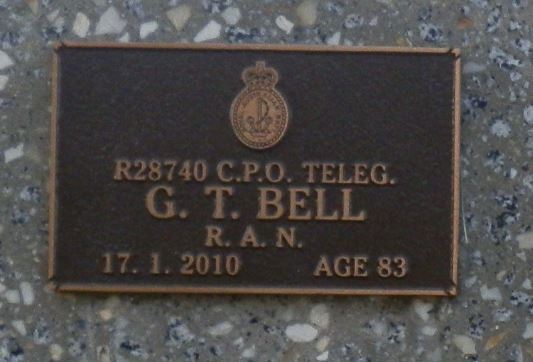 R28740 C.P.O. TELEG.
G. T. BELL
R. A. N.
17. 1. 2010 AGE 83